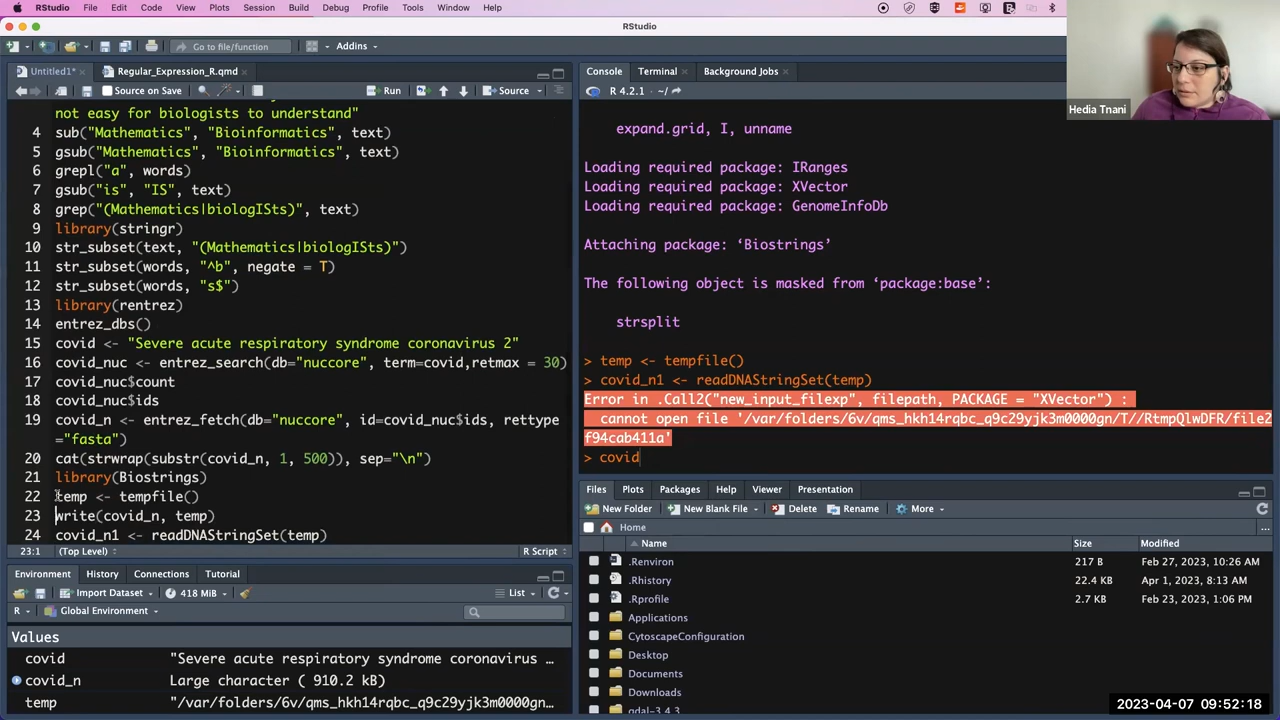 RStudio File Edit Code View Plots Session Build Debug Profile Tools Window Help
RStudio
Go to file/function Addins
Untitled1* Regular_Expression_R.qmd
Source on Save Run Source
not easy for biologists to understand"
4 sub("Mathematics", "Bioinformatics", text)
5 gsub("Mathematics", "Bioinformatics", text)
6 grepl("a", words)
7 gsub("is", "IS", text)
8 grep("(Mathematics|biologISts)", text)
9 library(stringr)
10 str_subset(text, "(Mathematics|biologISts)")
11 str_subset(words, "^b", negate = T)
12 str_subset(words, "s$")
13 library(rentrez)
14 entrez_dbs()
15 covid <- "Severe acute respiratory syndrome coronavirus 2"
16 covid_nuc <- entrez_search(db="nuccore", term=covid,retmax = 30)
17 covid_nuc$count
18 covid_nuc$ids
19 covid_n <- entrez_fetch(db="nuccore", id=covid_nuc$ids, rettype
="fasta")
20 cat(strwrap(substr(covid_n, 1, 500)), sep="\n")
21 library(Biostrings)
22 temp <- tempfile()
23 write(covid_n, temp)
24 covid_n1 <- readDNAStringSet(temp)
23:1 (Top Level) R Script
Environment History Connections Tutorial
Import Dataset 418 MiB List
R Global Environment
Values
covid "Severe acute respiratory syndrome coronavirus …
covid_n Large character ( 910.2 kB)
temp "/var/folders/6v/qms_hkh14rqbc_q9c29yjk3m0000gn…
Console Terminal Background Jobs
R 4.2.1 · ~/
expand.grid, I, unname
Loading required package: IRanges
Loading required package: XVector
Loading required package: GenomeInfoDb
Attaching package: ‘Biostrings’
The following object is masked from ‘package:base’:
strsplit
> temp <- tempfile()
> covid_n1 <- readDNAStringSet(temp)
Error in .Call2("new_input_filexp", filepath, PACKAGE = "XVector") :
cannot open file '/var/folders/6v/qms_hkh14rqbc_q9c29yjk3m0000gn/T//RtmpQlwDFR/file2
f94cab411a'
> covid
Files Plots Packages Help Viewer Presentation
New Folder New Blank File Delete Rename More
Home
Name Size Modified
.Renviron 217 B Feb 27, 2023, 10:26 AM
.Rhistory 22.4 KB Apr 1, 2023, 8:13 AM
.Rprofile 2.7 KB Feb 23, 2023, 1:06 PM
Applications
CytoscapeConfiguration
Desktop
Documents
Downloads
gdal-3.4.3
Hedia Tnani
2023-04-07 09:52:18